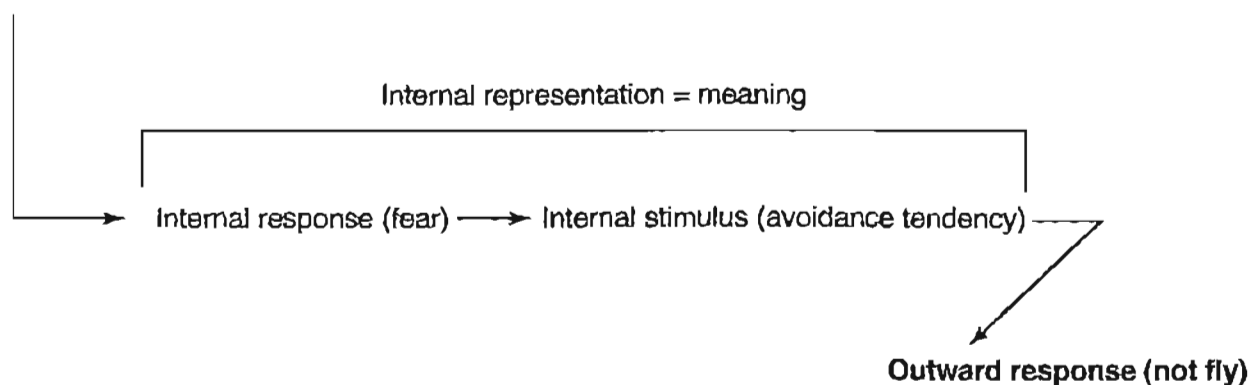 Internal representation = meaning
Internal response (fear) Internal stimulus (avoidance tendency)
Outward response (not fly)